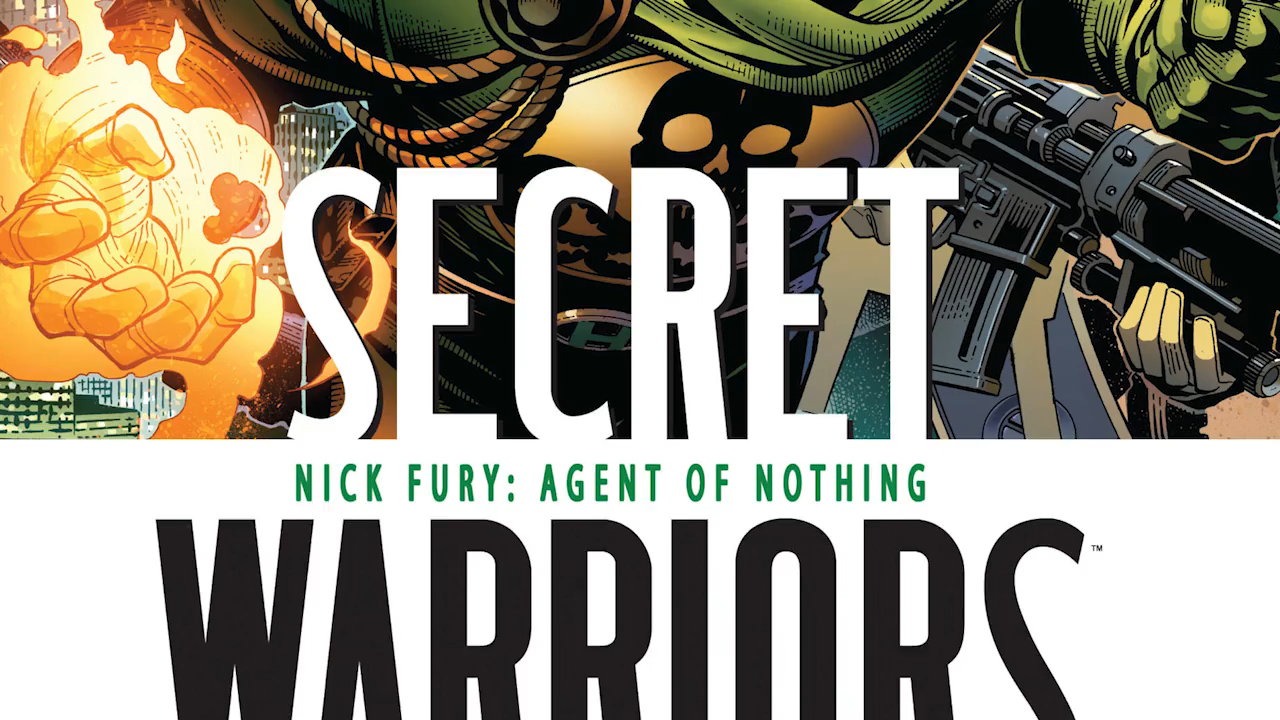 SECRET
NICK FURY: AGENT OF NOTHING
WARRIORS™